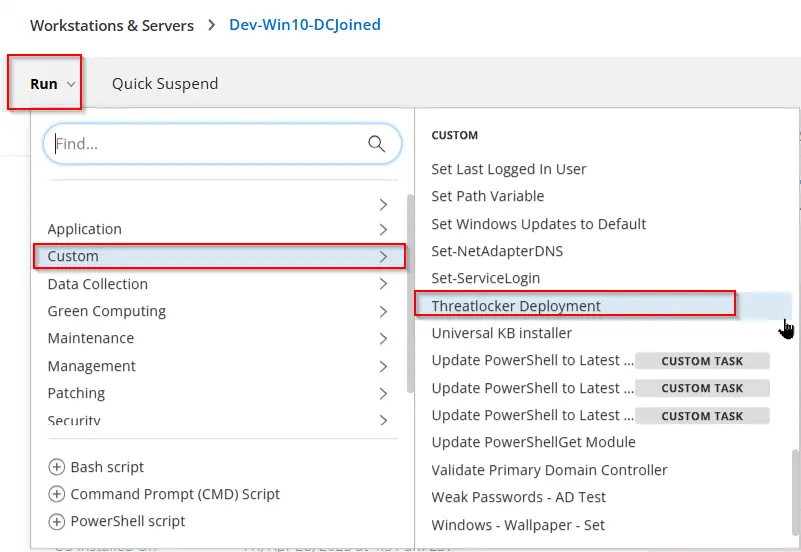 Workstations & Servers > Dev-Win10-DCJoined
Run Quick Suspend
Find...
Application
Custom
Data Collection
Green Computing
Maintenance
Management
Patching
Security
Bash script
Command Prompt (CMD) Script
PowerShell script
CUSTOM
Set Last Logged In User
Set Path Variable
Set Windows Updates to Default
Set-NetAdapterDNS
Set-ServiceLogin
Threatlocker Deployment
Universal KB installer
Update PowerShell to Latest ... CUSTOM TASK
Update PowerShell to Latest ... CUSTOM TASK
Update PowerShell to Latest ... CUSTOM TASK
Update PowerShellGet Module
Validate Primary Domain Controller
Weak Passwords - AD Test
Windows - Wallpaper - Set